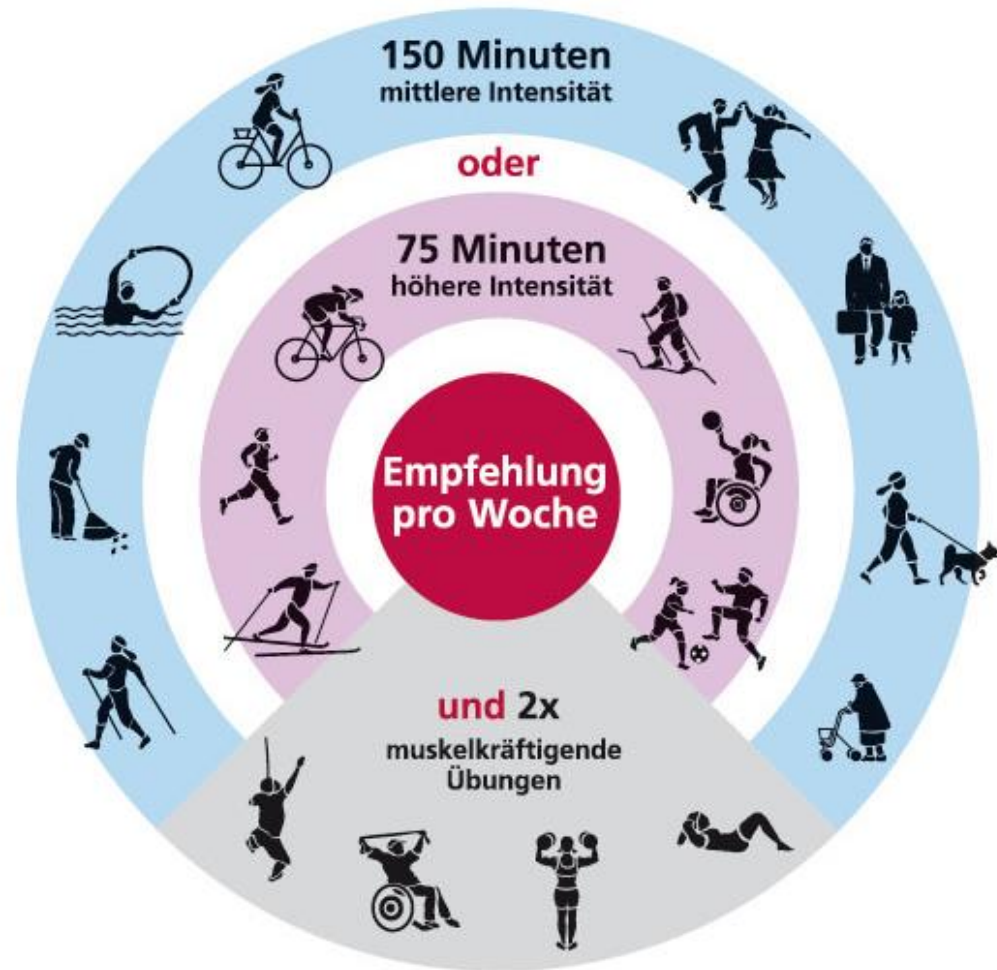 150 Minuten
mittlere Intensität
oder
75 Minuten
höhere Intensität
Empfehlung
pro Woche
und 2x
muskelkräftigende
Übungen